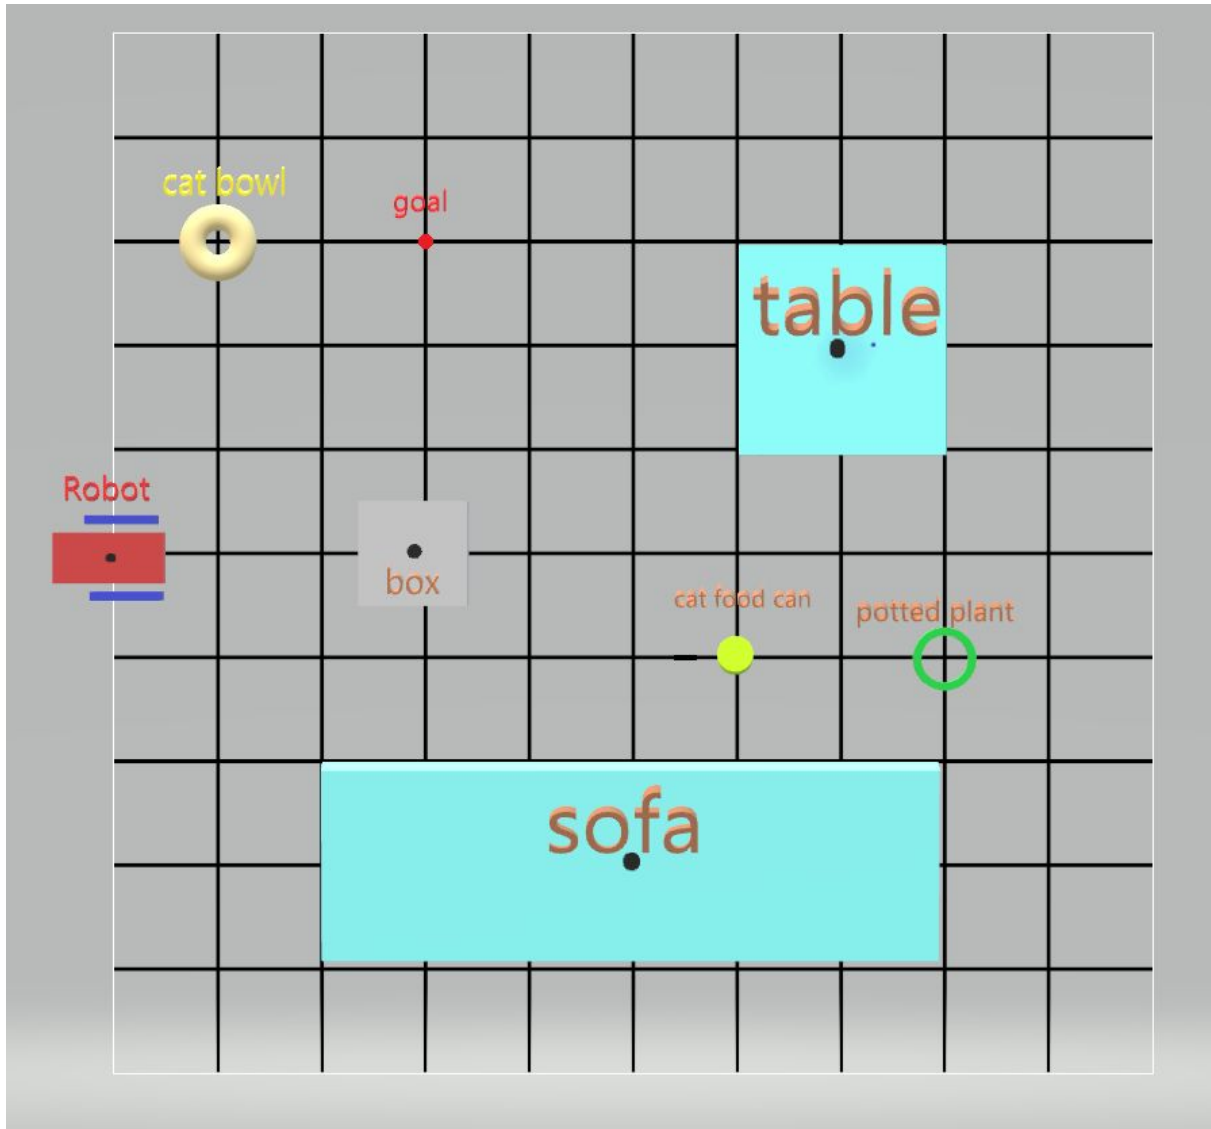 cat bowl
goal
table
Robot
box
cat food can
potted plant
sofa